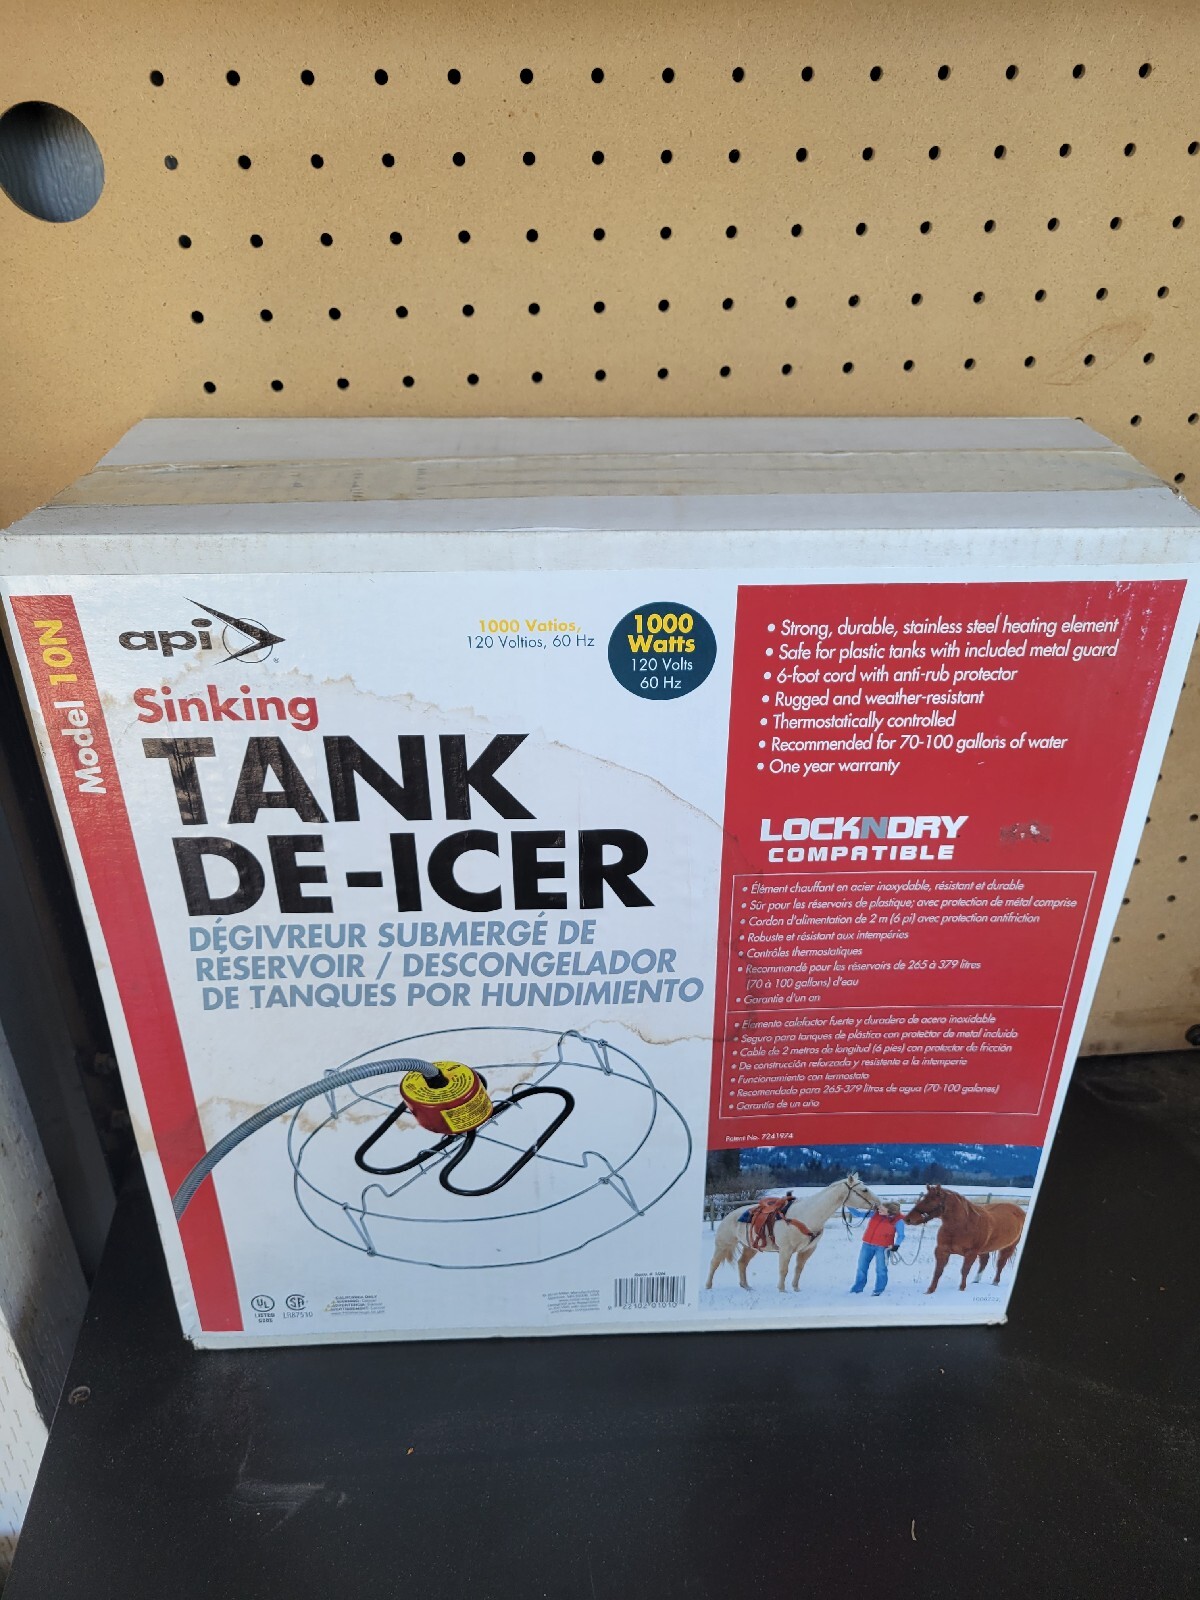 Model 10N
api
Sinking
TANK
DE-ICER
DÉGIVREUR SUBMERGÉ DE
RÉSERVOIR / DESCONGELADOR
DE TANQUES POR HUNDIMIENTO
1000 Vatios,
120 Voltios, 60 Hz
1000
Watts
120 Volts
60 Hz
• Strong, durable, stainless steel heating element
• Safe for plastic tanks with included metal guard
• 6-foot cord with anti-rub protector
• Rugged and weather-resistant
• Thermostatically controlled
• Recommended for 70-100 gallons of water
• One year warranty
LOCKNDRY
COMPATIBLE
• Élément chauffant en acier inoxydable, résistant et durable
• Sûr pour les réservoirs de plastique; avec protection de métal comprise
• Cordon d'alimentation de 2 m (6 pi) avec protection antifriction
• Robuste et résistant aux intempéries
• Contrôles thermostatiques
• Recommandé pour les réservoirs de 265 à 379 litres
(70 à 100 gallons) d'eau
• Garantie d'un an
• Elemento calefactor fuerte y duradero de acero inoxidable
• Seguro para tanques de plástico con protector de metal incluido
• Cable de 2 metros de longitud (6 pies) con protector de fricción
• De construcción reforzada y resistente a la intemperie
• Funcionamiento con termostato
• Recomendado para 265-379 litros de agua (70-100 galones)
• Garantía de un año
Patent No. 7241974
UL
LISTED
SA
LR87510
22102 01010